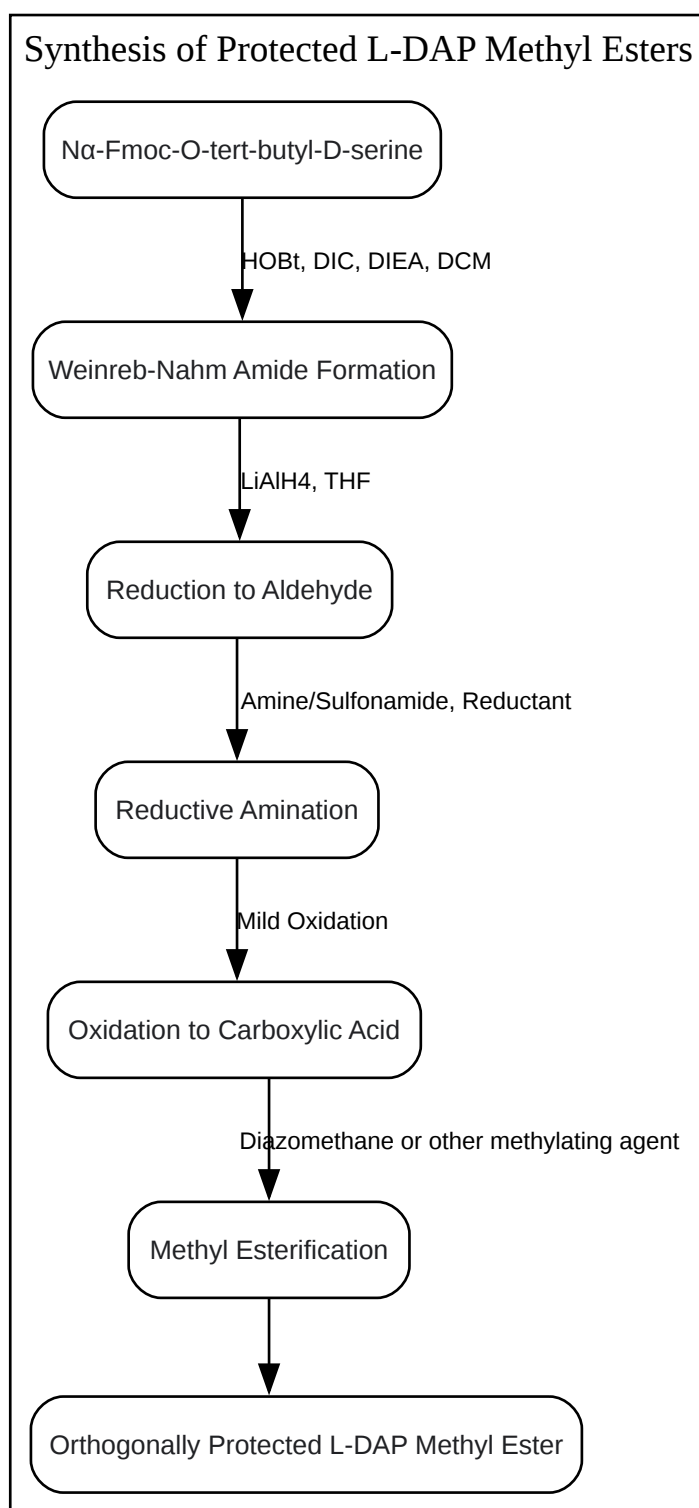 Synthesis of Protected L-DAP Methyl Esters
Nα-Fmoc-O-tert-butyl-D-serine
HOBt, DIC, DIEA, DCM
Weinreb-Nahm Amide Formation
LiAlH4, THF
Reduction to Aldehyde
Amine/Sulfonamide, Reductant
Reductive Amination
Mild Oxidation
Oxidation to Carboxylic Acid
Diazomethane or other methylating agent
Methyl Esterification
Orthogonally Protected L-DAP Methyl Ester